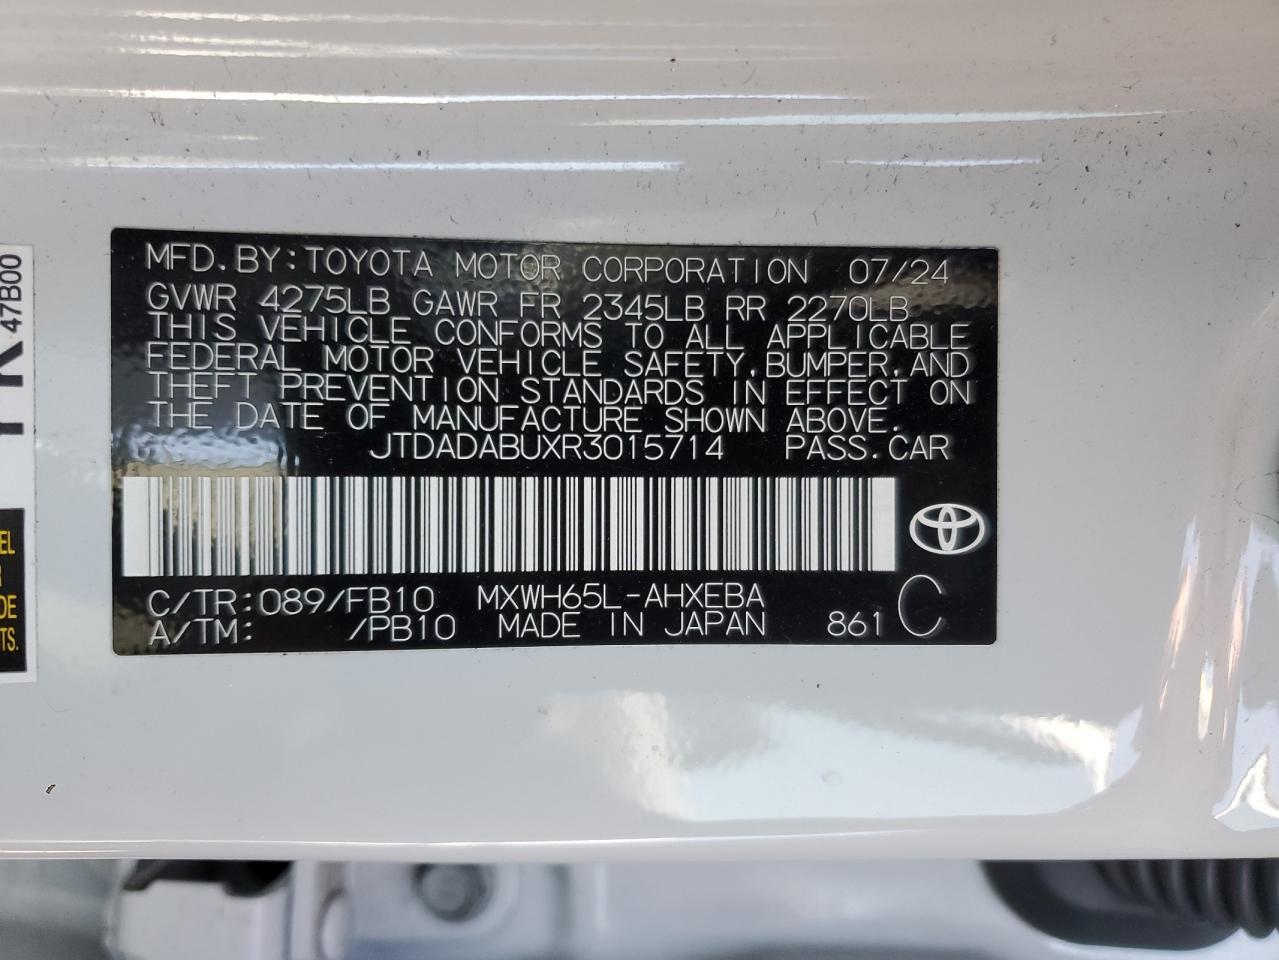 MFD.BY:TOYOTA MOTOR CORPORATION 07/24
GVWR 4275LB GAWR FR 2345LB RR 2270LB
THIS VEHICLE CONFORMS TO ALL APPLICABLE
FEDERAL MOTOR VEHICLE SAFETY,BUMPER,AND
THEFT PREVENTION STANDARDS IN EFFECT ON
THE DATE OF MANUFACTURE SHOWN ABOVE.
JTDADABUXR3015714 PASS.CAR
C/TR:089/FB10 MXWH65L-AHXEBA
A/TM: /PB10 MADE IN JAPAN 861 C
47B00